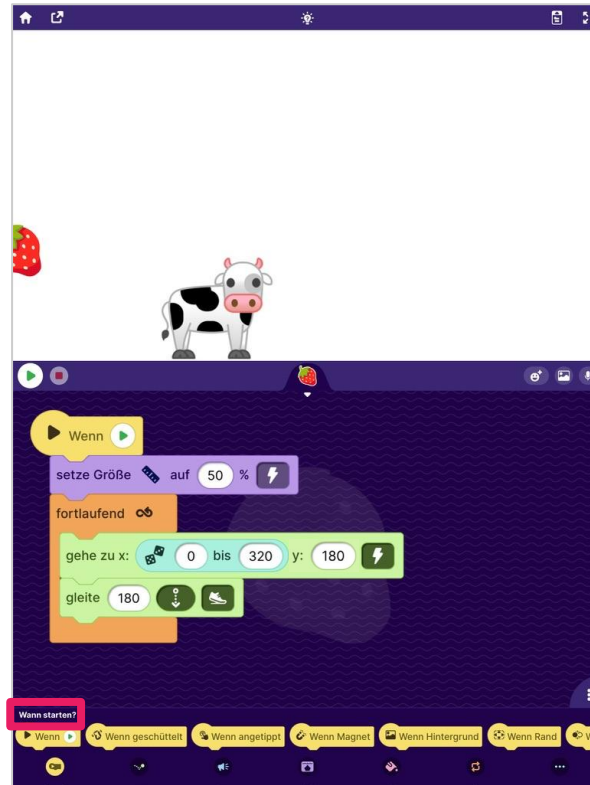 Wenn
setze Größe auf 50 %
fortlaufend
gehe zu x: 0 bis 320 y: 180
gleite 180
Wann starten?
Wenn Wenn geschüttelt Wenn angetippt Wenn Magnet Wenn Hintergrund Wenn Rand